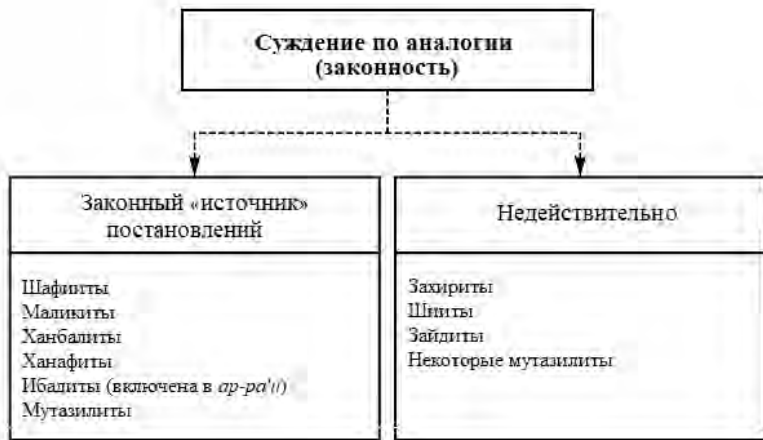 Суждение по аналогии
(законность)
Законный «источник»
постановлений
Шафииты
Маликиты
Ханбалиты
Ханафиты
Ибадиты (включена в ар-ра'й)
Мутазилиты
Недействительно
Захириты
Шииты
Зайдиты
Некоторые мутазилиты